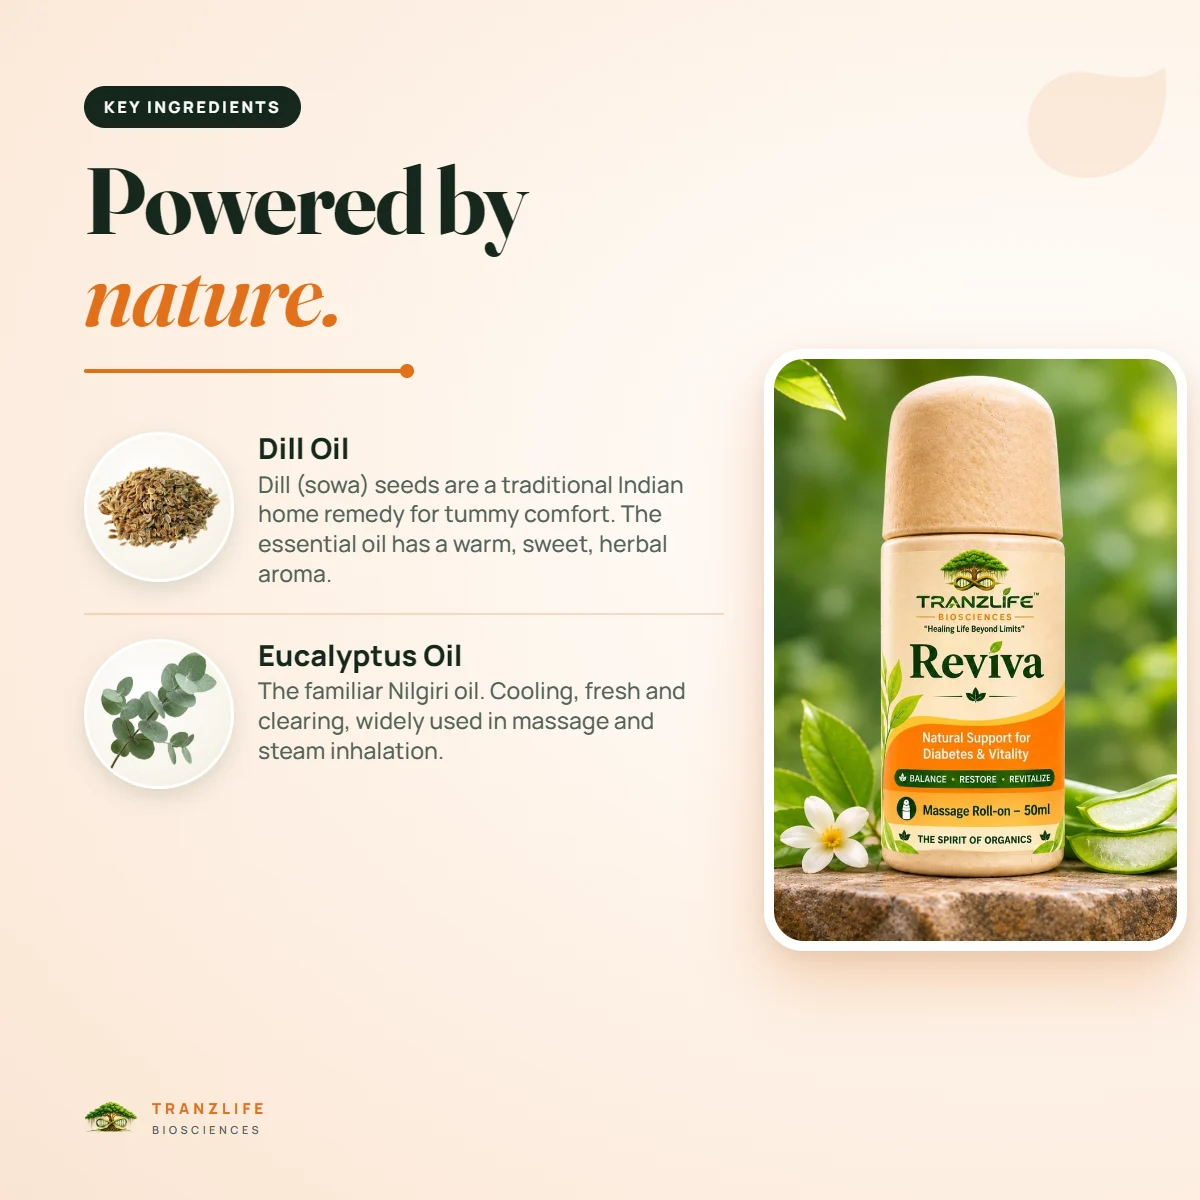 KEY INGREDIENTS
Powered by
nature.
Dill Oil
Dill (sowa) seeds are a traditional Indian
home remedy for tummy comfort. The
essential oil has a warm, sweet, herbal
aroma.
Eucalyptus Oil
The familiar Nilgiri oil. Cooling, fresh and
clearing, widely used in massage and
steam inhalation.
TRANZLIFE™
BIOSCIENCES
"Healing Life Beyond Limits"
Reviva
Natural Support for
Diabetes & Vitality
BALANCE • RESTORE • REVITALIZE
Massage Roll-on – 50ml
THE SPIRIT OF ORGANICS
TRANZLIFE
BIOSCIENCES